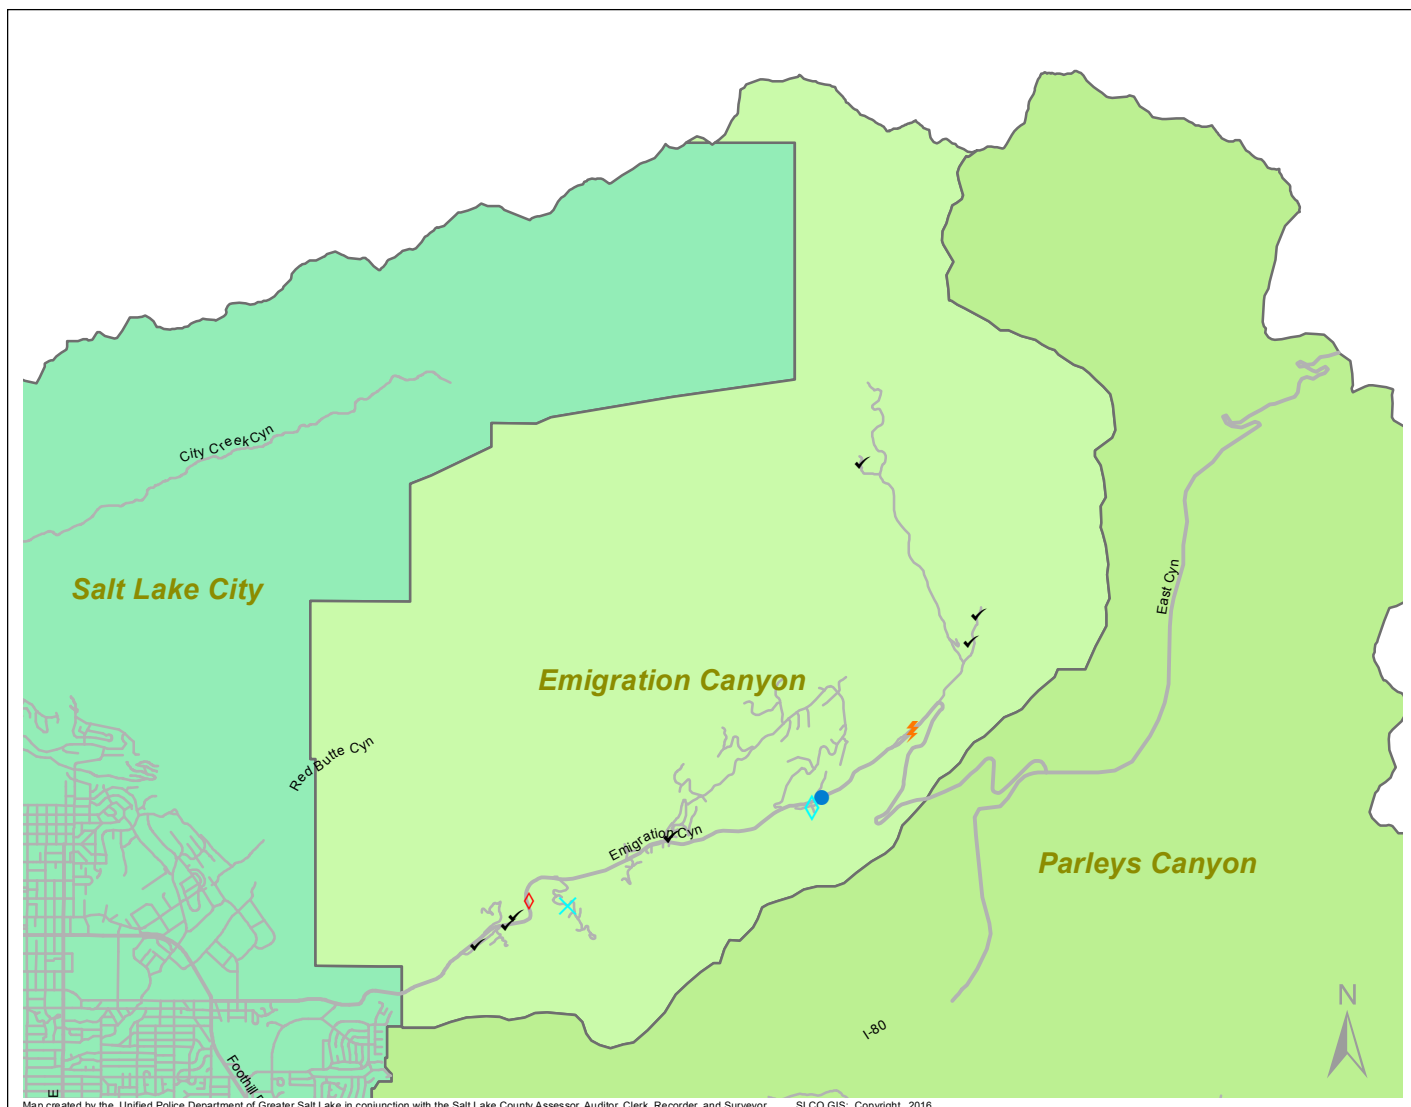 City Creek Cyn
Salt Lake City
East Cyn
Emigration Canyon
Red Butte Cyn
Emigration Cyn
Parleys Canyon
N
I-80
Foothill
E
Map created by the Unified Police Department of Greater Salt Lake in conjunction with the Salt Lake County Assessor, Auditor, Clerk, Recorder, and Surveyor. SLCO GIS: Copyright, 2016